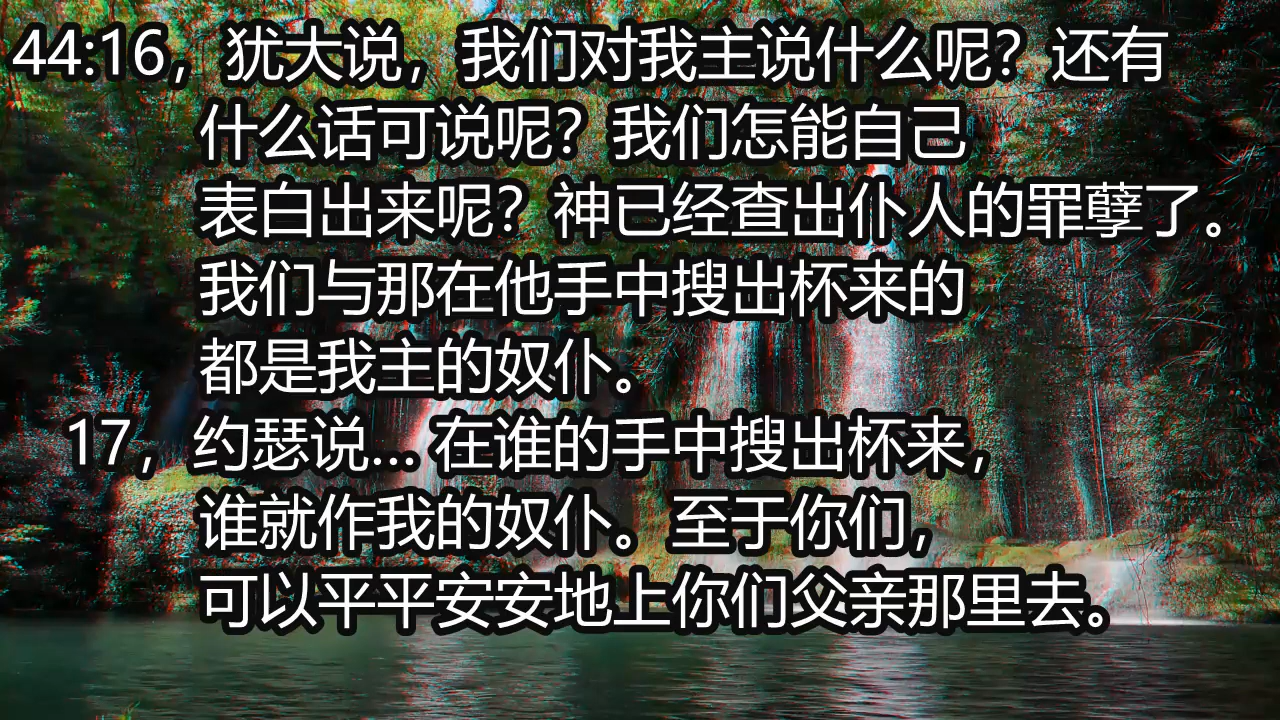 44:16，犹大说，我们对我主说什么呢？还有
什么话可说呢？我们怎能自己
表白出来呢？神已经查出仆人的罪孽了。
我们与那在他手中搜出杯来的
都是我主的奴仆。
17，约瑟说... 在谁的手中搜出杯来，
谁就作我的奴仆。至于你们，
可以平平安安地上你们父亲那里去。